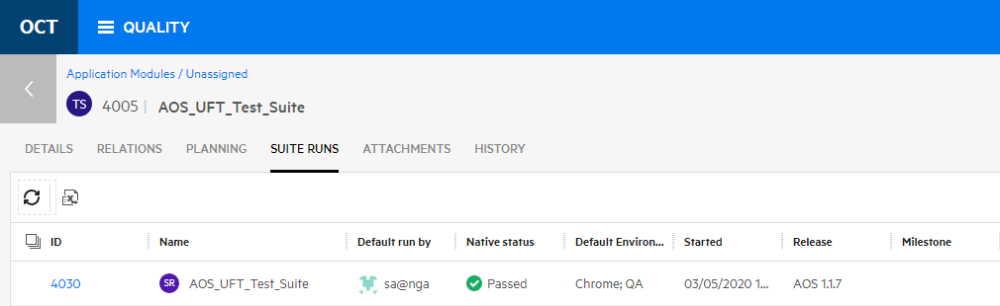 OCT QUALITY
Application Modules / Unassigned
TS 4005 | AOS_UFT_Test_Suite
DETAILS RELATIONS PLANNING SUITE RUNS ATTACHMENTS HISTORY
ID Name Default run by Native status Default Environ... Started Release Milestone
4030 SR AOS_UFT_Test_Suite sa@nga Passed Chrome; QA 03/05/2020 1... AOS 1.1.7